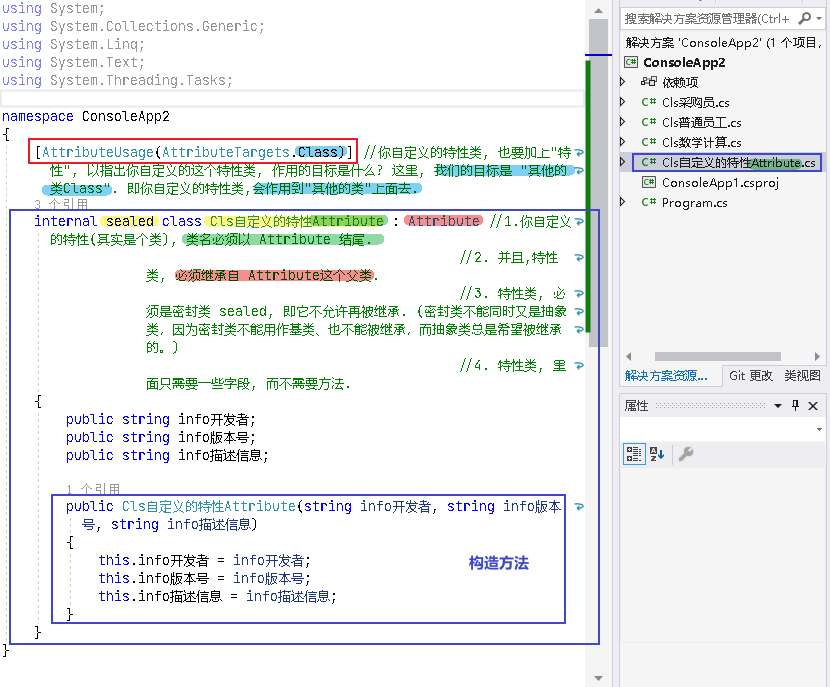 using System;
using System.Collections.Generic;
using System.Linq;
using System.Text;
using System.Threading.Tasks;
namespace ConsoleApp2
{
[AttributeUsage(AttributeTargets.Class)] //你自定义的特性类, 也要加上"特
性", 以指出你自定义的这个特性类, 作用的目标是什么? 这里, 我们的目标是 "其他的
类Class". 即你自定义的特性类,会作用到"其他的类"上面去.
3 个引用
internal sealed class Cls自定义的特性Attribute : Attribute //1.你自定义
的特性(其实是个类), 类名必须以 Attribute 结尾.
//2. 并且,特性
类, 必须继承自 Attribute这个父类.
//3. 特性类, 必
须是密封类 sealed, 即它不允许再被继承. (密封类不能同时又是抽象
类, 因为密封类不能用作基类、也不能被继承, 而抽象类总是希望被继承
的。)
//4. 特性类, 里
面只需要一些字段, 而不需要方法.
{
public string info开发者;
public string info版本号;
public string info描述信息;
1 个引用
public Cls自定义的特性Attribute(string info开发者, string info版本
号, string info描述信息)
{
this.info开发者 = info开发者;
this.info版本号 = info版本号;
this.info描述信息 = info描述信息;
}
构造方法
}
}
搜索解决方案资源管理器(Ctrl+
解决方案 'ConsoleApp2' (1 个项目,
ConsoleApp2
依赖项
C# Cls采购员.cs
C# Cls普通员工.cs
C# Cls数学计算.cs
C# Cls自定义的特性Attribute.cs
ConsoleApp1.csproj
C# Program.cs
解决方案资源... Git 更改 类视图
属性